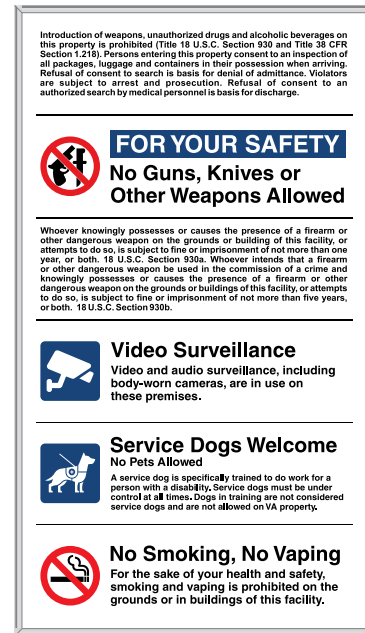 Introduction of weapons, unauthorized drugs and alcoholic beverages on
this property is prohibited (Title 18 U.S.C. Section 930 and Title 38 CFR
Section 1.218). Persons entering this property consent to an inspection of
all packages, luggage and containers in their possession when arriving.
Refusal of consent to search is basis for denial of admittance. Violators
are subject to arrest and prosecution. Refusal of consent to an
authorized search by medical personnel is basis for discharge.
FOR YOUR SAFETY
No Guns, Knives or
Other Weapons Allowed
Whoever knowingly possesses or causes the presence of a firearm or
other dangerous weapon on the grounds or building of this facility, or
attempts to do so, is subject to fine or imprisonment of not more than one
year, or both. 18 U.S.C. Section 930a. Whoever intends that a firearm
or other dangerous weapon be used in the commission of a crime and
knowingly possesses or causes the presence of a firearm or other
dangerous weapon on the grounds or buildings of this facility, or attempts
to do so, is subject to fine or imprisonment of not more than five years,
or both. 18 U.S.C. Section 930b.
Video Surveillance
Video and audio surveillance, including
body-worn cameras, are in use on
these premises.
Service Dogs Welcome
No Pets Allowed
A service dog is specifically trained to do work for a
person with a disability. Service dogs must be under
control at all times. Dogs in training are not considered
service dogs and are not allowed on VA property.
No Smoking, No Vaping
For the sake of your health and safety,
smoking and vaping is prohibited on the
grounds or in buildings of this facility.